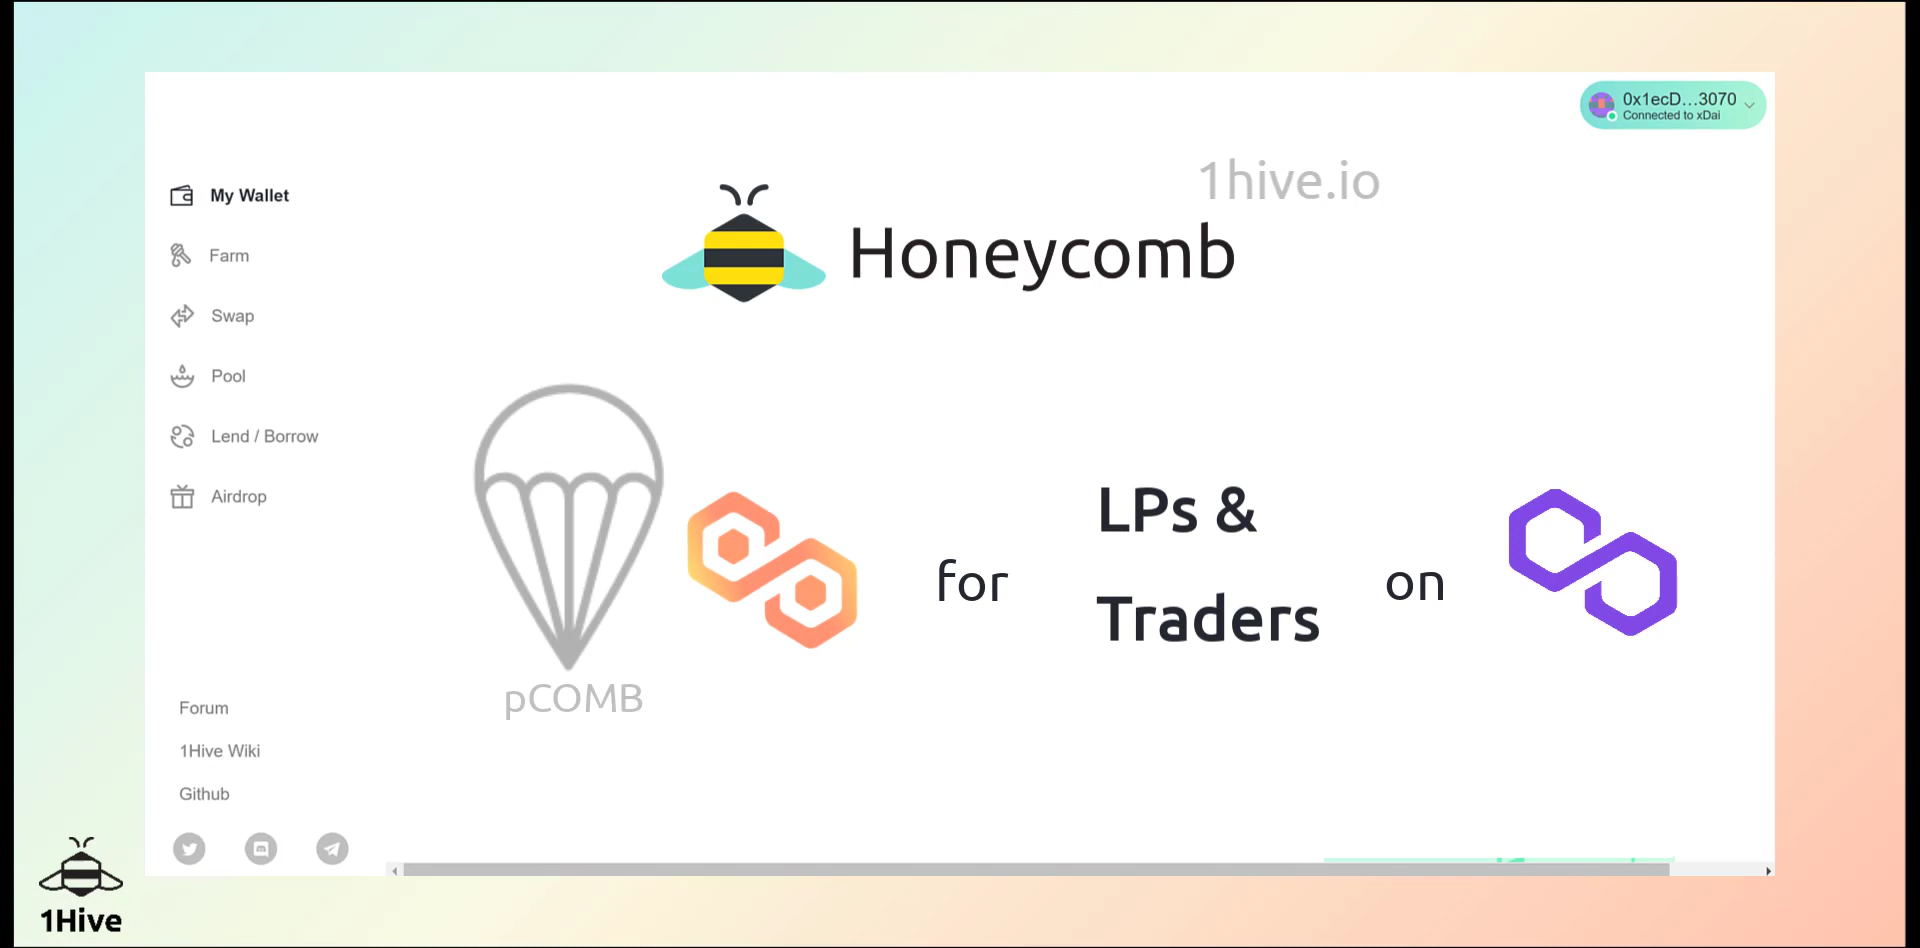 0x1ecD...3070
Connected to xDai
My Wallet
Farm
Swap
Pool
Lend / Borrow
Airdrop
Forum
1Hive Wiki
Github
1hive.io
Honeycomb
pCOMB
for
LPs &
Traders
on
1Hive